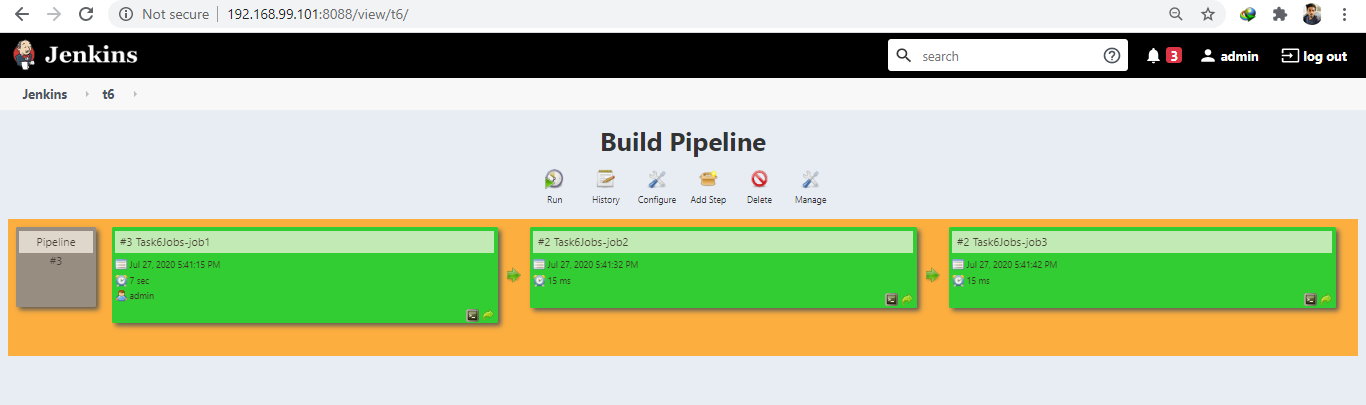 Not secure | 192.168.99.101:8088/view/t6/
Jenkins
search
3
admin
log out
Jenkins
t6
Build Pipeline
Run
History
Configure
Add Step
Delete
Manage
Pipeline
#3
#3 Task6Jobs-job1
Jul 27, 2020 5:41:15 PM
7 sec
admin
#2 Task6Jobs-job2
Jul 27, 2020 5:41:32 PM
15 ms
#2 Task6Jobs-job3
Jul 27, 2020 5:41:42 PM
15 ms